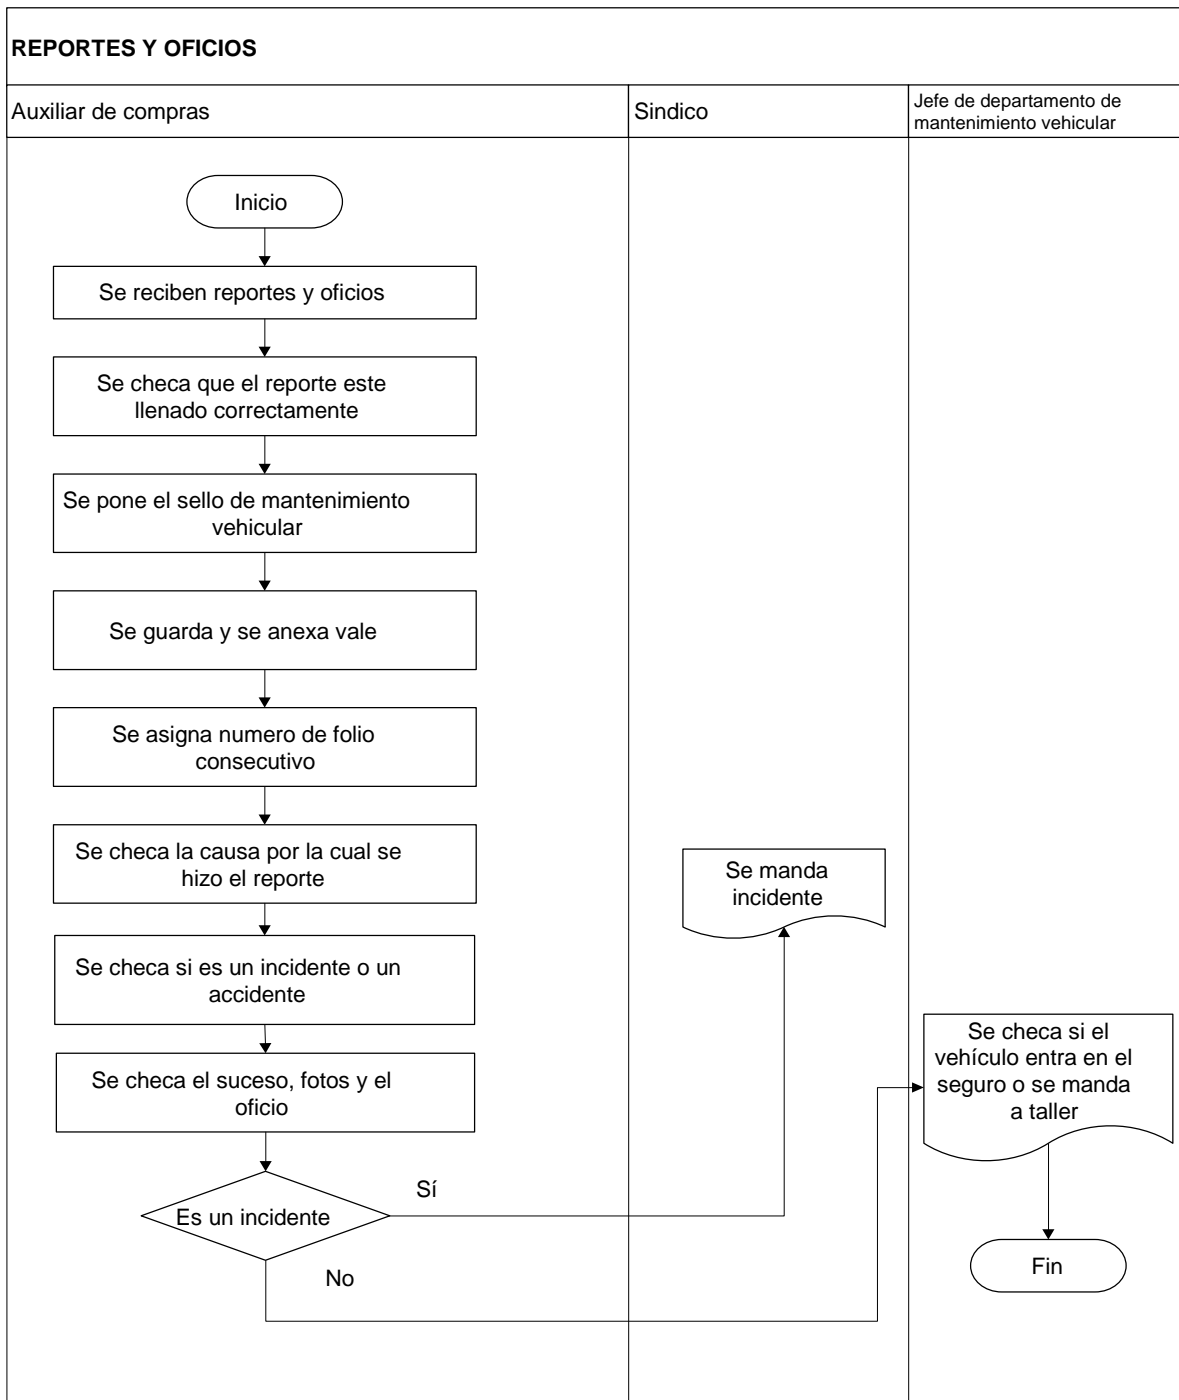 REPORTES Y OFICIOS
Auxiliar de compras
Sindico
Jefe de departamento de
mantenimiento vehicular
Inicio
Se reciben reportes y oficios
Se checa que el reporte este
llenado correctamente
Se pone el sello de mantenimiento
vehicular
Se guarda y se anexa vale
Se asigna numero de folio
consecutivo
Se checa la causa por la cual se
hizo el reporte
Se checa si es un incidente o un
accidente
Se checa el suceso, fotos y el
oficio
Es un incidente
Sí
No
Se manda
incidente
Se checa si el
vehículo entra en el
seguro o se manda
a taller
Fin